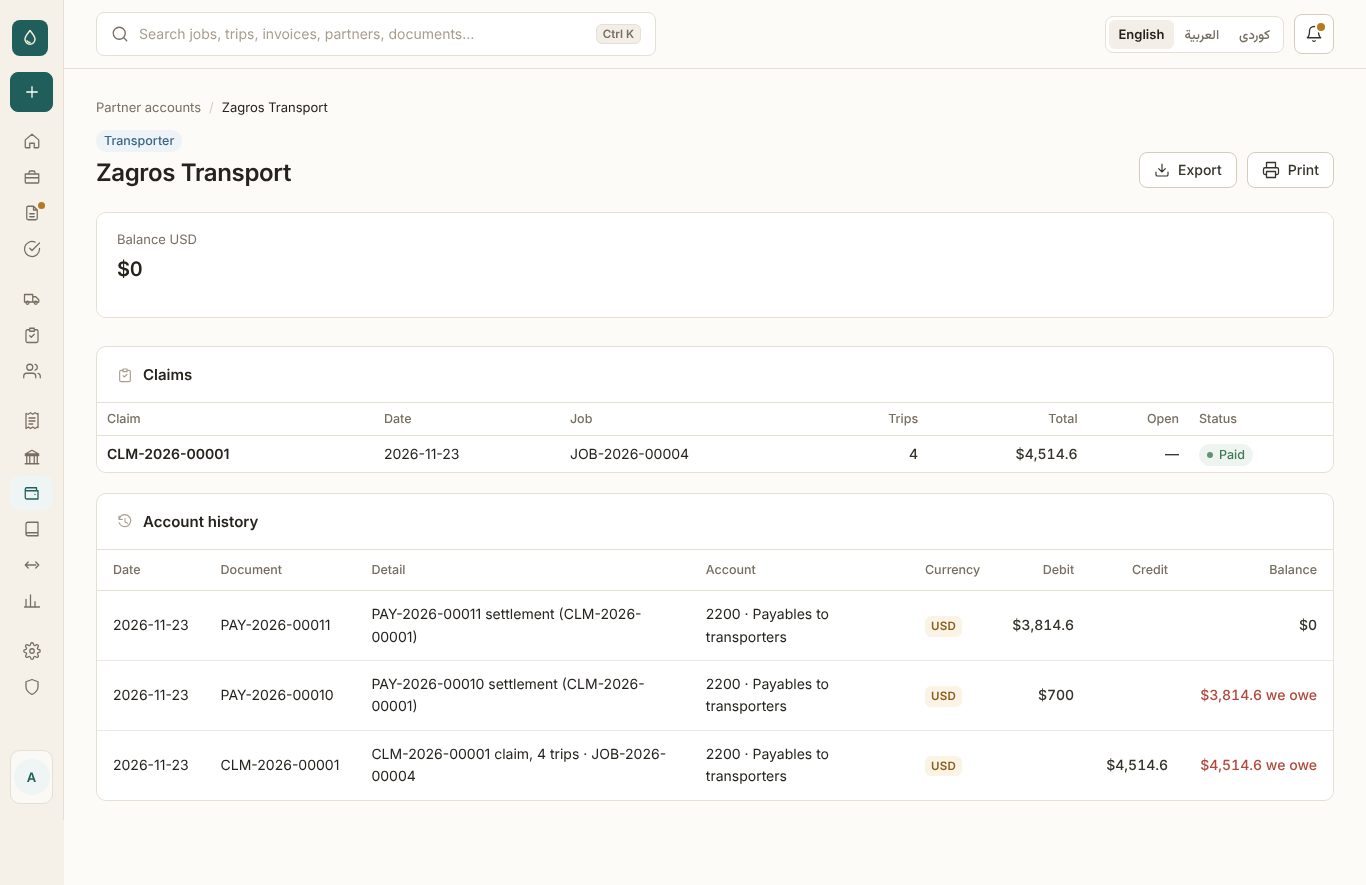 Search jobs, trips, invoices, partners, documents...
Ctrl K
English
العربية
كوردی
Partner accounts / Zagros Transport
Transporter
Zagros Transport
Export
Print
Balance USD
$0
Claims
Claim Date Job Trips Total Open Status
CLM-2026-00001 2026-11-23 JOB-2026-00004 4 $4,514.6 — Paid
Account history
Date Document Detail Account Currency Debit Credit Balance
2026-11-23 PAY-2026-00011 PAY-2026-00011 settlement (CLM-2026-00001) 2200 · Payables to transporters USD $3,814.6 $0
2026-11-23 PAY-2026-00010 PAY-2026-00010 settlement (CLM-2026-00001) 2200 · Payables to transporters USD $700 $3,814.6 we owe
2026-11-23 CLM-2026-00001 CLM-2026-00001 claim, 4 trips · JOB-2026-00004 2200 · Payables to transporters USD $4,514.6 $4,514.6 we owe
A